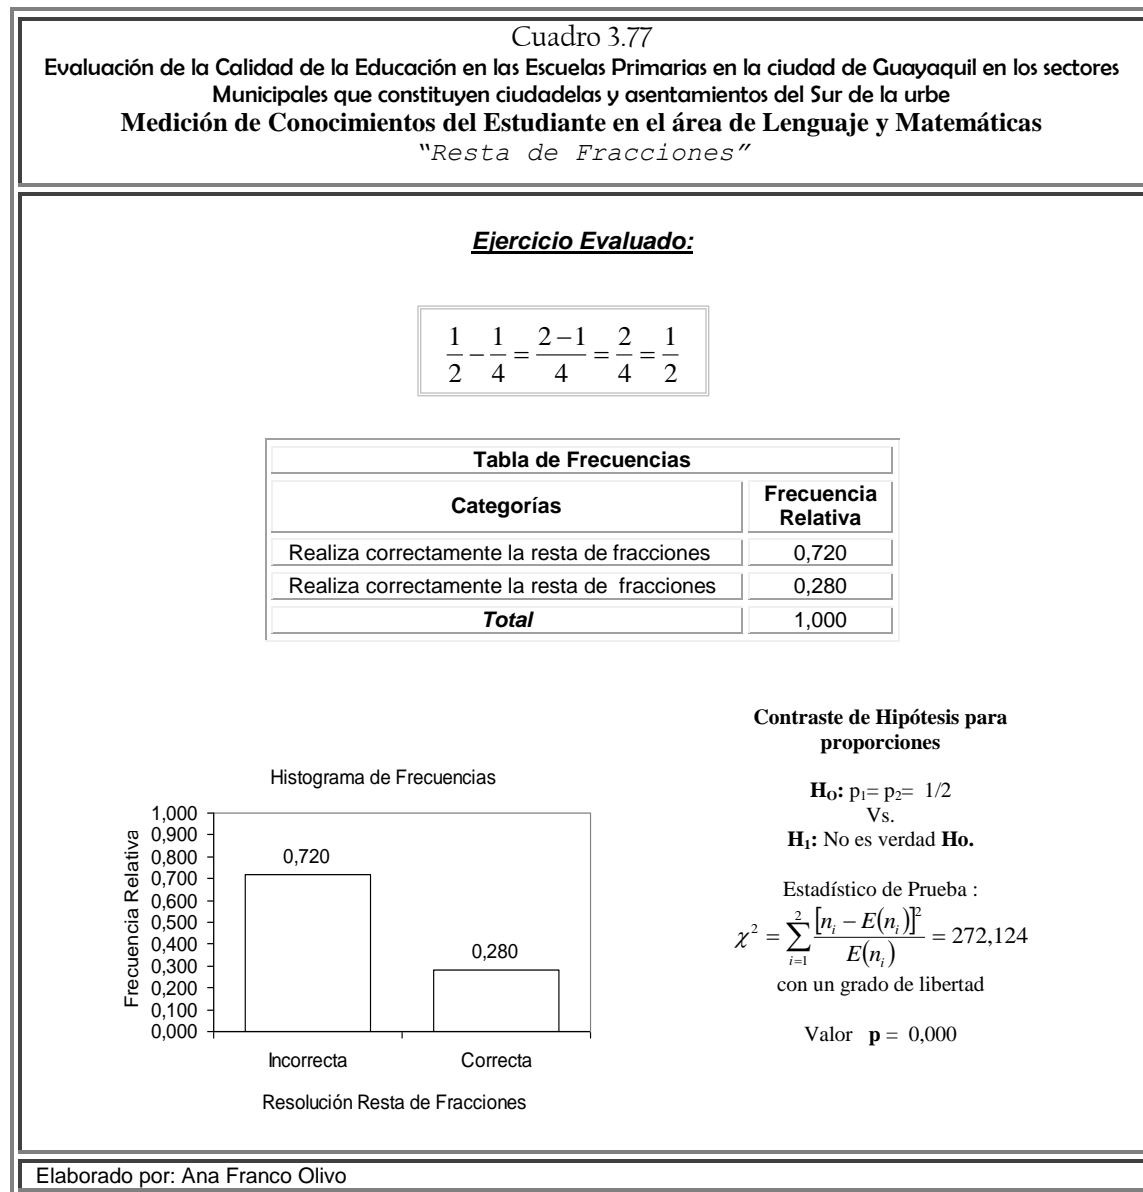 Cuadro 3.77
Evaluación de la Calidad de la Educación en las Escuelas Primarias en la ciudad de Guayaquil en los sectores
Municipales que constituyen ciudadelas y asentamientos del Sur de la urbe
Medición de Conocimientos del Estudiante en el área de Lenguaje y Matemáticas
"Resta de Fracciones"
Ejercicio Evaluado:
1/2 − 1/4 = (2−1)/4 = 2/4 = 1/2
Tabla de Frecuencias
Categorías Frecuencia Relativa
Realiza correctamente la resta de fracciones 0,720
Realiza correctamente la resta de fracciones 0,280
Total 1,000
Contraste de Hipótesis para
proporciones
H₀: p₁= p₂= 1/2
Vs.
H₁: No es verdad Ho.
Estadístico de Prueba :
χ² = ∑_{i=1}^{2} [nᵢ − E(nᵢ)]² / E(nᵢ) = 272,124
con un grado de libertad
Valor p = 0,000
Histograma de Frecuencias
Frecuencia Relativa
1,000
0,900
0,800
0,700
0,600
0,500
0,400
0,300
0,200
0,100
0,000
0,720
0,280
Incorrecta Correcta
Resolución Resta de Fracciones
Elaborado por: Ana Franco Olivo